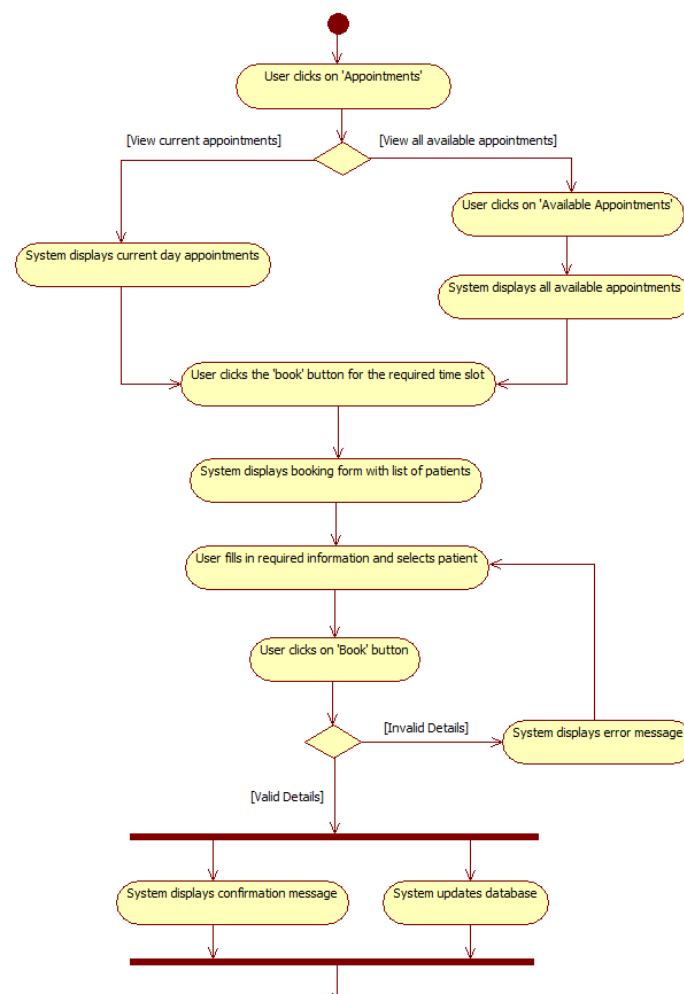 User clicks on 'Appointments'
[View current appointments]
[View all available appointments]
User clicks on 'Available Appointments'
System displays current day appointments
System displays all available appointments
User clicks the 'book' button for the required time slot
System displays booking form with list of patients
User fills in required information and selects patient
User clicks on 'Book' button
[Invalid Details]
System displays error message
[Valid Details]
System displays confirmation message
System updates database